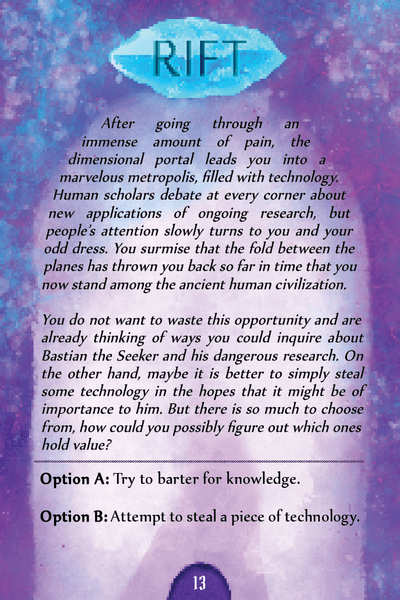 RIFT
After going through an
immense amount of pain, the
dimensional portal leads you into a
marvelous metropolis, filled with technology.
Human scholars debate at every corner about
new applications of ongoing research, but
people's attention slowly turns to you and your
odd dress. You surmise that the fold between the
planes has thrown you back so far in time that you
now stand among the ancient human civilization.
You do not want to waste this opportunity and are
already thinking of ways you could inquire about
Bastian the Seeker and his dangerous research. On
the other hand, maybe it is better to simply steal
some technology in the hopes that it might be of
importance to him. But there is so much to choose
from, how could you possibly figure out which ones
hold value?
Option A: Try to barter for knowledge.
Option B: Attempt to steal a piece of technology.
13